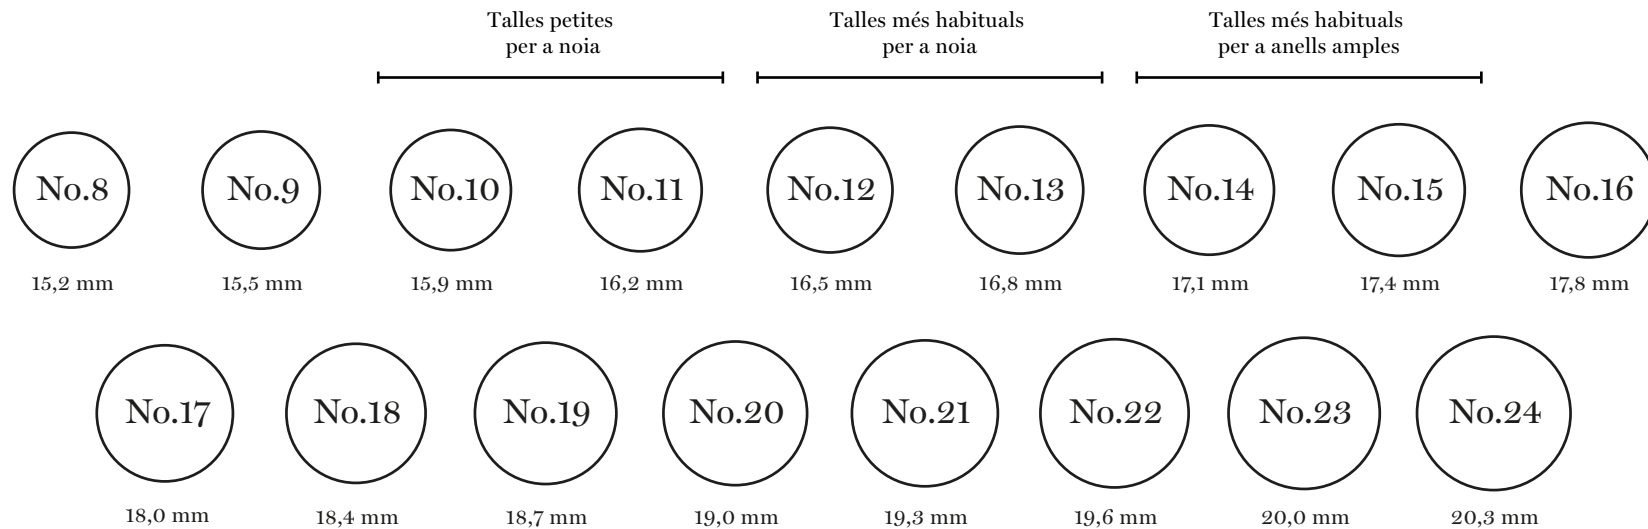 Talles petites
per a noia
Talles més habituals
per a noia
Talles més habituals
per a anells amples
No.8 No.9 No.10 No.11 No.12 No.13 No.14 No.15 No.16
15,2 mm 15,5 mm 15,9 mm 16,2 mm 16,5 mm 16,8 mm 17,1 mm 17,4 mm 17,8 mm
No.17 No.18 No.19 No.20 No.21 No.22 No.23 No.24
18,0 mm 18,4 mm 18,7 mm 19,0 mm 19,3 mm 19,6 mm 20,0 mm 20,3 mm